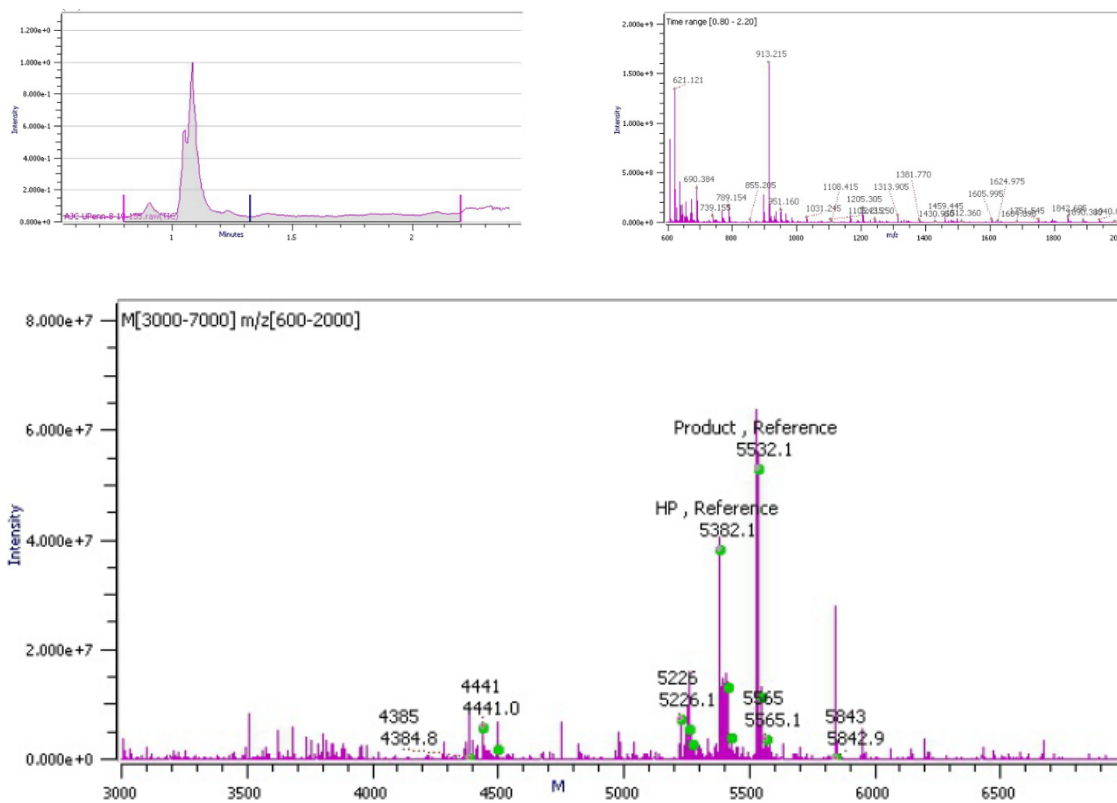 1.200e+0
1.000e+0
8.000e-1
6.000e-1
4.000e-1
2.000e-1
0.000e+0
Intensity
1
1.5
2
Minutes
Time range [0.80 - 2.20]
2.000e+9
1.500e+9
1.000e+9
5.000e+8
0.000e+0
Intensity
913.215
621.121
690.384
739.155
789.154
855.205
951.160
1031.245
1108.415
1205.305
1313.905
1381.770
1459.445
1605.995
1624.975
1751.545
600
800
1000
1200
1400
1600
1800
m/z
M[3000-7000] m/z[600-2000]
8.000e+7
6.000e+7
4.000e+7
2.000e+7
0.000e+0
Intensity
Product , Reference
5532.1
HP , Reference
5382.1
5226.1
4441
4441.0
4385
4384.8
5565
5565.1
5843
5842.9
3000
3500
4000
4500
5000
5500
6000
6500
M